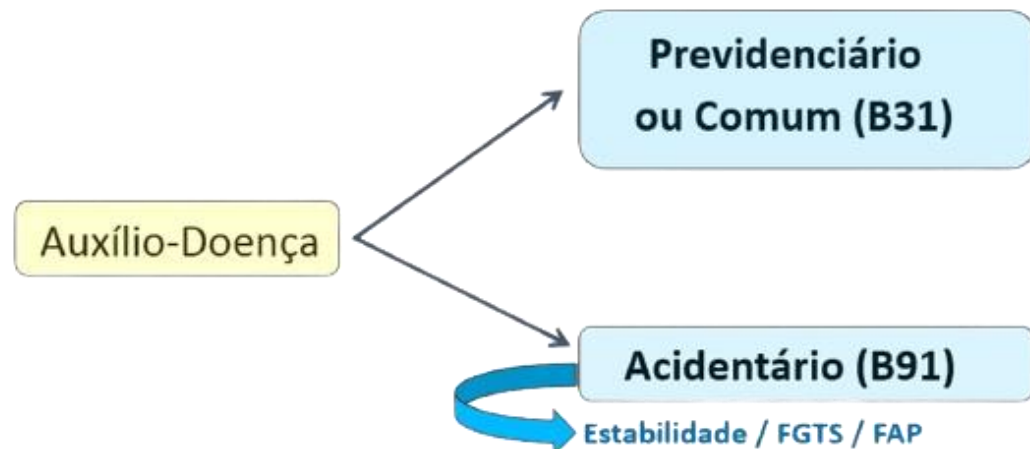 Previdenciário
ou Comum (B31)
Auxílio-Doença
Acidentário (B91)
Estabilidade / FGTS / FAP